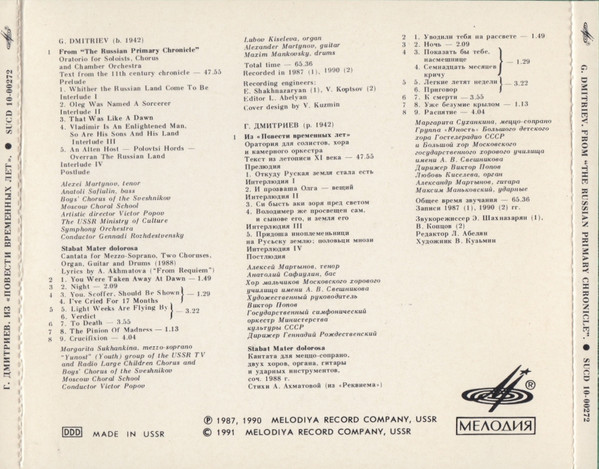 G. DMITRIEV (b. 1942)
1 From "The Russian Primary Chronicle"
Oratorio for Soloists, Chorus
and Chamber Orchestra
Text from the 11th century chronicle — 47.55
Prelude
1. Whither the Russian Land Come to Be
Interlude I
2. Oleg Was Named A Sorcerer
Interlude II
3. That Was Like A Dawn
4. Vladimir Is An Enlightened Man,
So Are His Sons And His Land
Interlude III
5. An Alien Host — Polovtsi Hords —
Overran The Russian Land
Interlude IV
Postlude
Alexei Martynov, tenor
Anatoli Safiulin, bass
Boys' Chorus of the Sveshnikov
Moscow Choral School
Artistic director Victor Popov
The USSR Ministry of Culture
Symphony Orchestra
Conductor Gennadi Rozhdestvensky
Stabat Mater dolorosa
Cantata for Mezzo-Soprano, Two Choruses,
Organ, Guitar and Drums (1988)
Lyrics by A. Akhmatova ("From Requiem")
2 1. You Were Taken Away At Dawn — 1.49
3 2. Night — 2.09
4 3. You, Scoffer, Should Be Shown
4. I've Cried For 17 Months
— 1.29
5 5. Light Weeks Are Flying By
6. Verdict
— 3.22
6 7. To Death — 3.55
7 8. The Pinion Of Madness — 1.13
8 9. Crucifixion — 4.04
Margarita Sukhankina, mezzo-soprano
"Yunost" (Youth) group of the USSR TV
and Radio Large Children Chorus and
Boys' Chorus of the Sveshnikov
Moscow Choral School
Conductor Victor Popov
Lubov Kiseleva, organ
Alexander Martynov, guitar
Maxim Mankovsky, drums
Total time — 65.36
Recorded in 1987 (1), 1990 (2)
Recording engineers:
E. Shakhnazaryan (1), V. Koptsov (2)
Editor L. Abelyan
Cover design by V. Kuzmin
Г. ДМИТРИЕВ (р. 1942)
1 Из «Повести временных лет»
Оратория для солистов, хора
и камерного оркестра
Текст из летописи XI века — 47.55
Прелюдия
1. Откуду Руская земля стала есть
Интерлюдия I
2. И прозваша Олга — вещий
Интерлюдия II
3. Си бысть аки зоря пред светом
4. Володимер же просвещен сам,
и сынове его, и земля его
Интерлюдия III
5. Придоша иноплеменьници
на Русьску землю; половьци мнози
Интерлюдия IV
Постлюдия
Алексей Мартынов, тенор
Анатолий Сафиулин, бас
Хор мальчиков Московского хорового
училища имени А. В. Свешникова
Художественный руководитель
Виктор Попов
Государственный симфонический
оркестр Министерства
культуры СССР
Дирижер Геннадий Рождественский
Stabat Mater dolorosa
Кантата для меццо-сопрано,
двух хоров, органа, гитары
и ударных инструментов,
соч. 1988 г.
Стихи А. Ахматовой (из «Реквиема»)
2 1. Уводили тебя на рассвете — 1.49
3 2. Ночь — 2.09
4 3. Показать бы тебе,
насмешнице
4. Семнадцать месяцев
кричу
— 1.29
5 5. Легкие летят недели
6. Приговор
— 3.22
6 7. К смерти — 3.55
7 8. Уже безумие крылом — 1.13
8 9. Распятие — 4.04
Маргарита Суханкина, меццо-сопрано
Группа «Юность» Большого детского
хора Гостелерадио СССР
и Большой хор Московского
государственного хорового училища
имени А. В. Свешникова
Дирижер Виктор Попов
Любовь Киселева, орган
Александр Мартынов, гитара
Максим Маньковский, ударные
Общее время звучания — 65.36
Записи 1987 (1), 1990 (2) гг.
Звукорежиссер Э. Шахназарян (1),
В. Копцов (2)
Редактор Л. Абелян
Художник В. Кузьмин
DDD MADE IN USSR
Ⓟ 1987, 1990 MELODIYA RECORD COMPANY, USSR
© 1991 MELODIYA RECORD COMPANY, USSR
®
МЕЛОДИЯ
Г. ДМИТРИЕВ. ИЗ «ПОВЕСТИ ВРЕМЕННЫХ ЛЕТ». ● SUCD 10-00272
G. DMITRIEV. FROM "THE RUSSIAN PRIMARY CHRONICLE". ● SUCD 10-00272